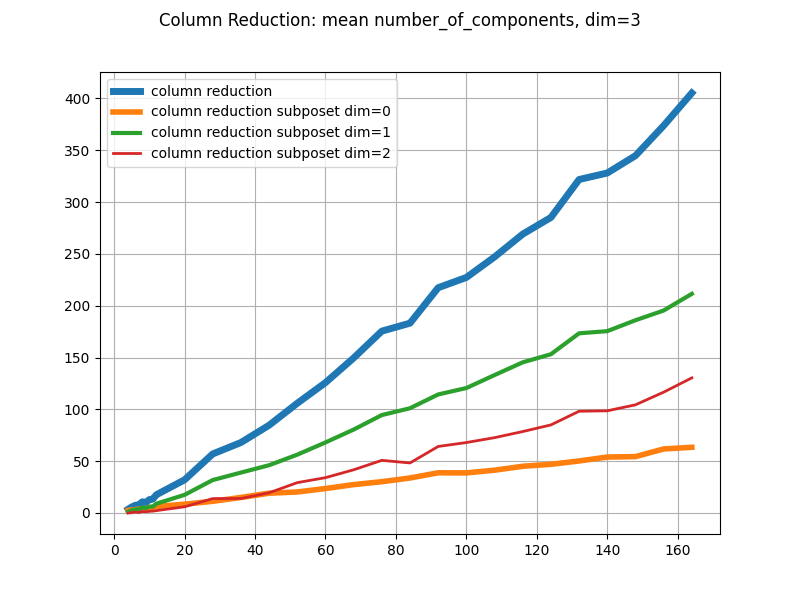 Column Reduction: mean number_of_components, dim=3
column reduction
column reduction subposet dim=0
column reduction subposet dim=1
column reduction subposet dim=2
400
350
300
250
200
150
100
50
0
0 20 40 60 80 100 120 140 160